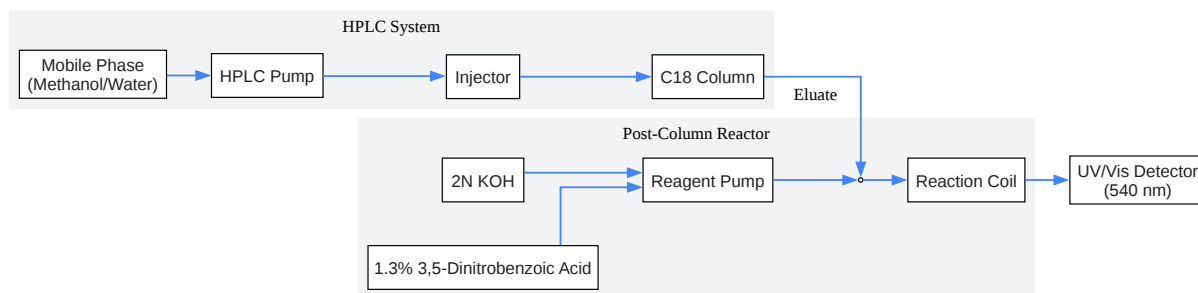 HPLC System
Mobile Phase
(Methanol/Water)
HPLC Pump
Injector
C18 Column
Eluate
Post-Column Reactor
2N KOH
Reagent Pump
Reaction Coil
UV/Vis Detector
(540 nm)
1.3% 3,5-Dinitrobenzoic Acid